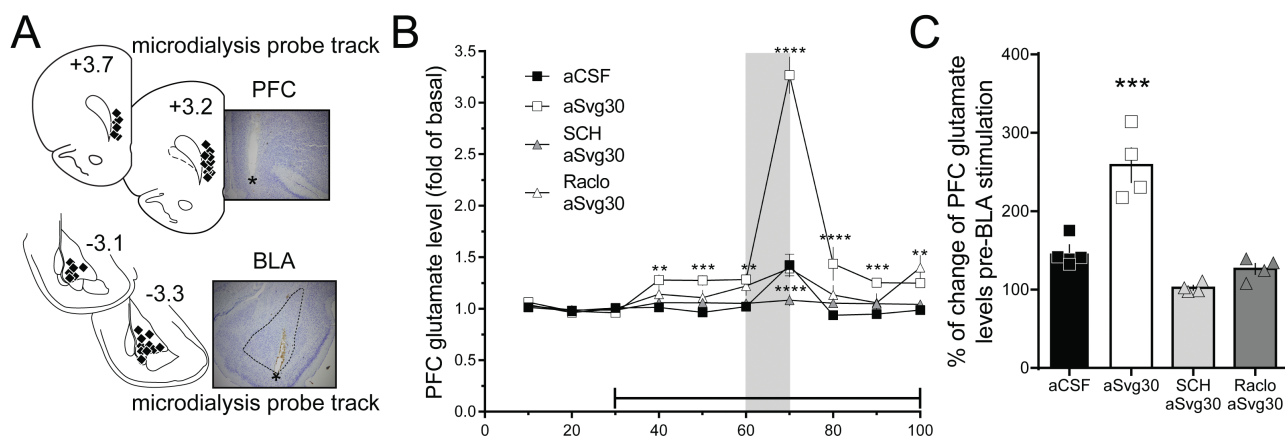 A
microdialysis probe track
+3.7
PFC
+3.2
*
-3.1
BLA
-3.3
*
microdialysis probe track
B
PFC glutamate level (fold of basal)
3.5
3.0
2.5
2.0
1.5
1.0
0.5
0.0
0
20
40
60
80
100
aCSF
aSvg30
SCH
aSvg30
Raclo
aSvg30
****
**
***
**
****
****
***
**
C
% of change of PFC glutamate
levels pre-BLA stimulation
400
300
200
100
0
***
aCSF
aSvg30
SCH
aSvg30
Raclo
aSvg30